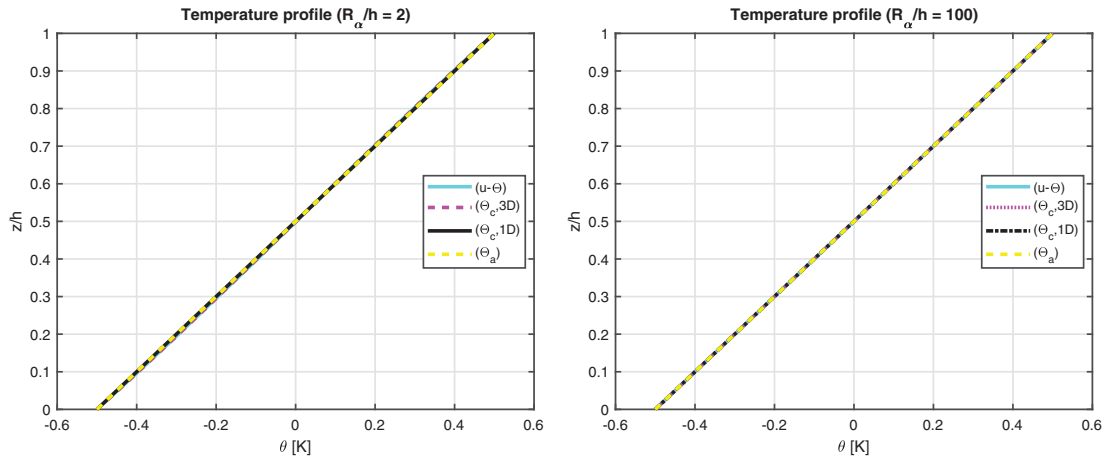 Temperature profile (R_α/h = 2)
1
0.9
0.8
0.7
0.6
0.5
0.4
0.3
0.2
0.1
0
z/h
(u-Θ)
(Θ_c,3D)
(Θ_c,1D)
(Θ_a)
-0.6 -0.4 -0.2 0 0.2 0.4 0.6
θ [K]
Temperature profile (R_α/h = 100)
1
0.9
0.8
0.7
0.6
0.5
0.4
0.3
0.2
0.1
0
z/h
(u-Θ)
(Θ_c,3D)
(Θ_c,1D)
(Θ_a)
-0.6 -0.4 -0.2 0 0.2 0.4 0.6
θ [K]